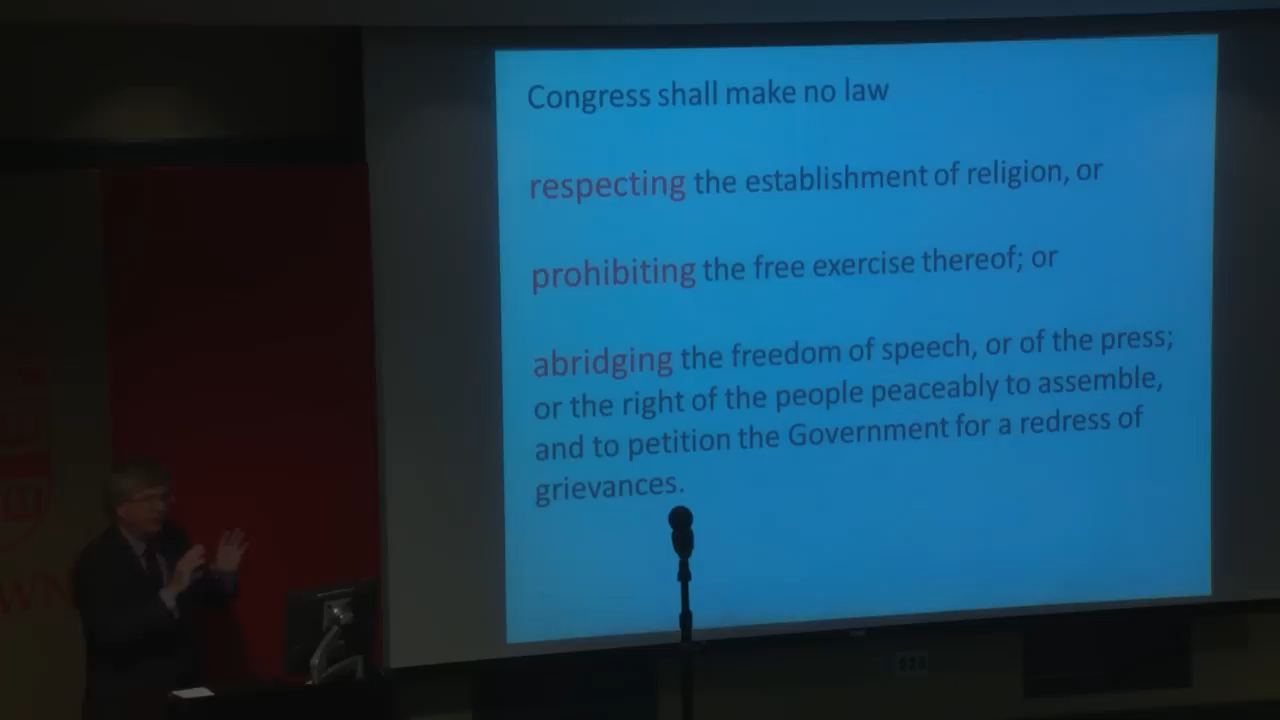 Congress shall make no law
respecting the establishment of religion, or
prohibiting the free exercise thereof; or
abridging the freedom of speech, or of the press;
or the right of the people peaceably to assemble,
and to petition the Government for a redress of
grievances.
WN